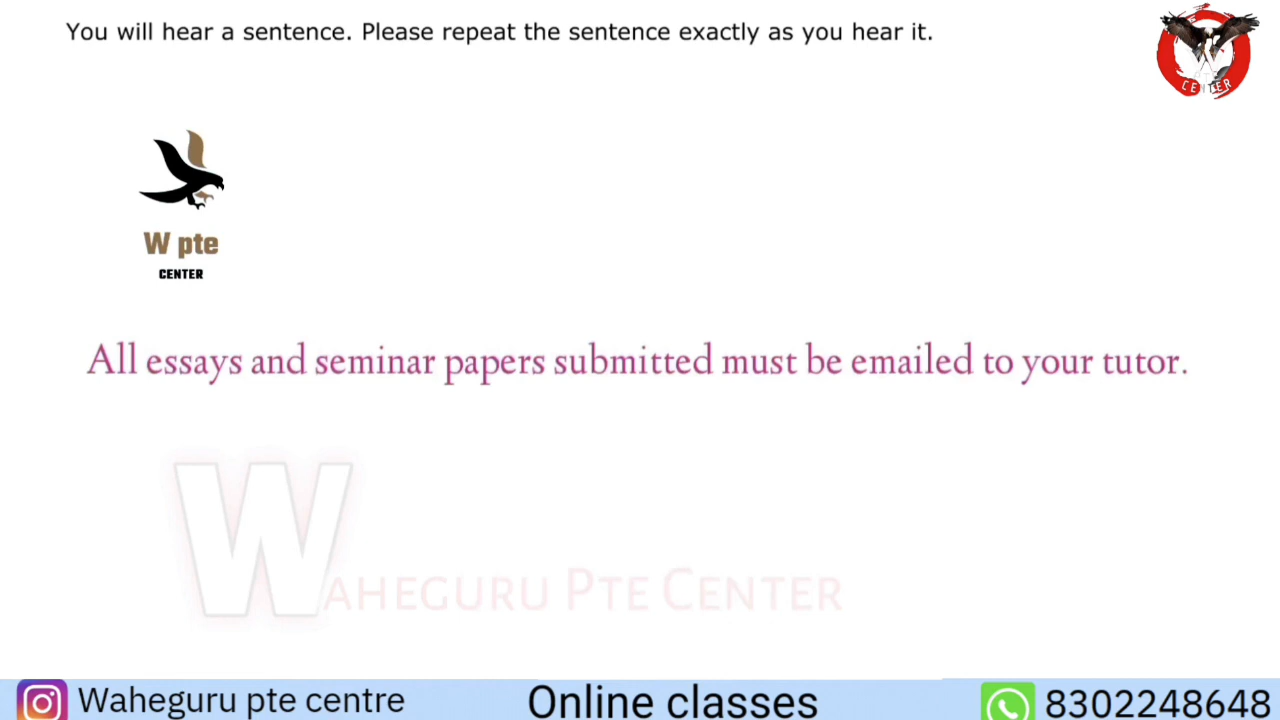 You will hear a sentence. Please repeat the sentence exactly as you hear it.
CENTER
W pte
CENTER
All essays and seminar papers submitted must be emailed to your tutor.
WAHEGURU PTE CENTER
Waheguru pte centre
Online classes
8302248648